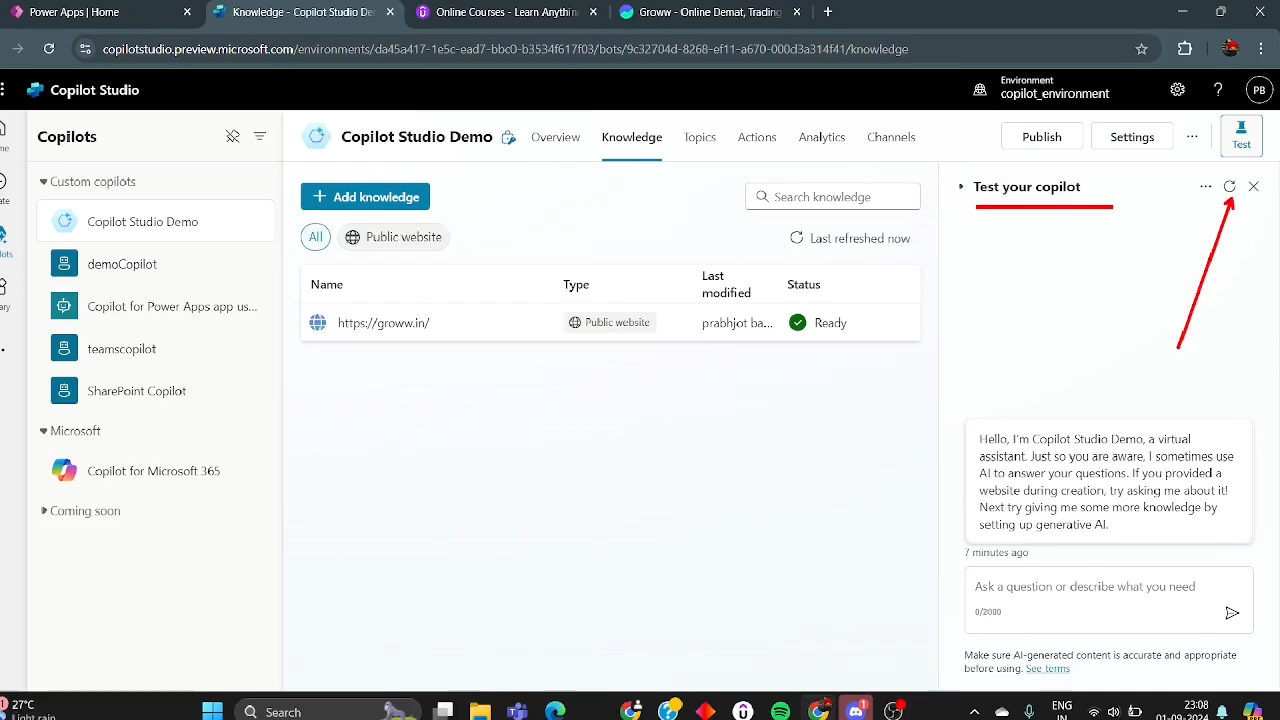 Power Apps | Home
Knowledge - Copilot Studio De
Online Courses - Learn Anythin
Groww - Online Demat, Trading
copilotstudio.preview.microsoft.com/environments/da45a417-1e5c-ead7-bbc0-b3534f617f03/bots/9c32704d-8268-ef11-a670-000d3a314f41/knowledge
Copilot Studio
Environment
copilot_environment
PB
Copilots
Copilot Studio Demo
Overview
Knowledge
Topics
Actions
Analytics
Channels
Publish
Settings
Test
Custom copilots
Copilot Studio Demo
demoCopilot
Copilot for Power Apps app us...
teamscopilot
SharePoint Copilot
Microsoft
Copilot for Microsoft 365
Coming soon
Add knowledge
Search knowledge
All
Public website
Last refreshed now
Name
Type
Last modified
Status
https://groww.in/
Public website
prabhjot ba...
Ready
Test your copilot
Hello, I'm Copilot Studio Demo, a virtual
assistant. Just so you are aware, I sometimes use
AI to answer your questions. If you provided a
website during creation, try asking me about it!
Next try giving me some more knowledge by
setting up generative AI.
7 minutes ago
Ask a question or describe what you need
0/2000
Make sure AI-generated content is accurate and appropriate
before using. See terms
27°C
Light rain
Search
ENG
IN
23:08
01-09-2024